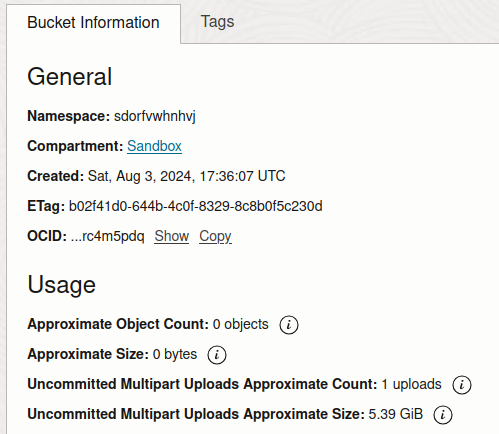 Bucket Information
Tags
General
Namespace: sdorfvwhnhvj
Compartment: Sandbox
Created: Sat, Aug 3, 2024, 17:36:07 UTC
ETag: b02f41d0-644b-4c0f-8329-8c8b0f5c230d
OCID: ...rc4m5pdq Show Copy
Usage
Approximate Object Count: 0 objects i
Approximate Size: 0 bytes i
Uncommitted Multipart Uploads Approximate Count: 1 uploads i
Uncommitted Multipart Uploads Approximate Size: 5.39 GiB i